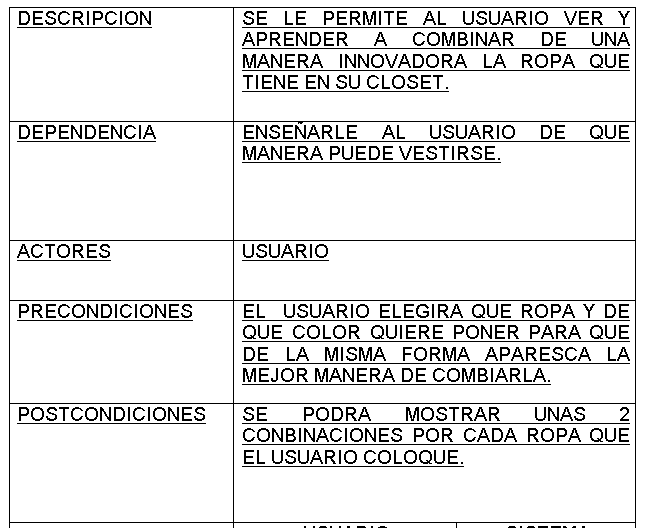 DESCRIPCION
SE LE PERMITE AL USUARIO VER Y
APRENDER A COMBINAR DE UNA
MANERA INNOVADORA LA ROPA QUE
TIENE EN SU CLOSET.
DEPENDENCIA
ENSEÑARLE AL USUARIO DE QUE
MANERA PUEDE VESTIRSE.
ACTORES
USUARIO
PRECONDICIONES
EL USUARIO ELEGIRA QUE ROPA Y DE
QUE COLOR QUIERE PONER PARA QUE
DE LA MISMA FORMA APARESCA LA
MEJOR MANERA DE COMBIARLA.
POSTCONDICIONES
SE PODRA MOSTRAR UNAS 2
CONBINACIONES POR CADA ROPA QUE
EL USUARIO COLOQUE.
USUARIO SISTEMA